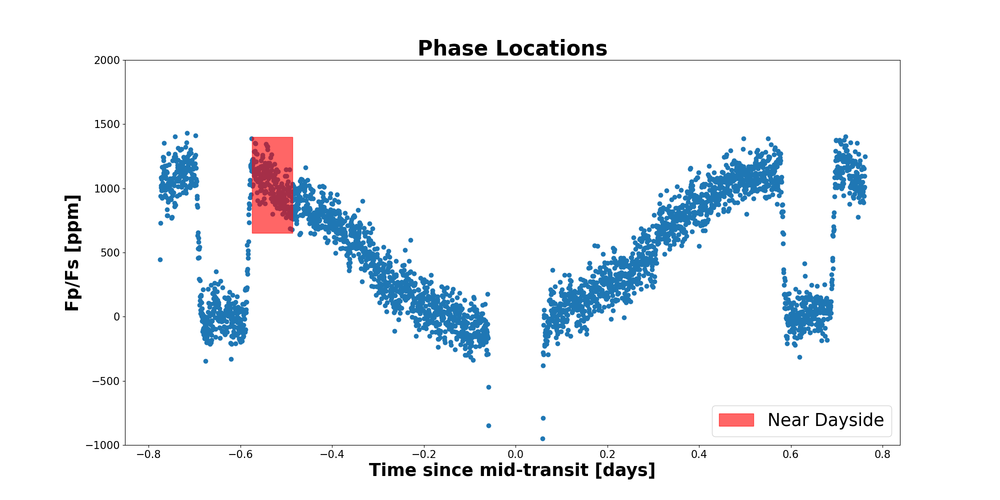 Phase Locations
2000
1500
1000
500
0
−500
−1000
Fp/Fs [ppm]
−0.8 −0.6 −0.4 −0.2 0.0 0.2 0.4 0.6 0.8
Time since mid-transit [days]
Near Dayside